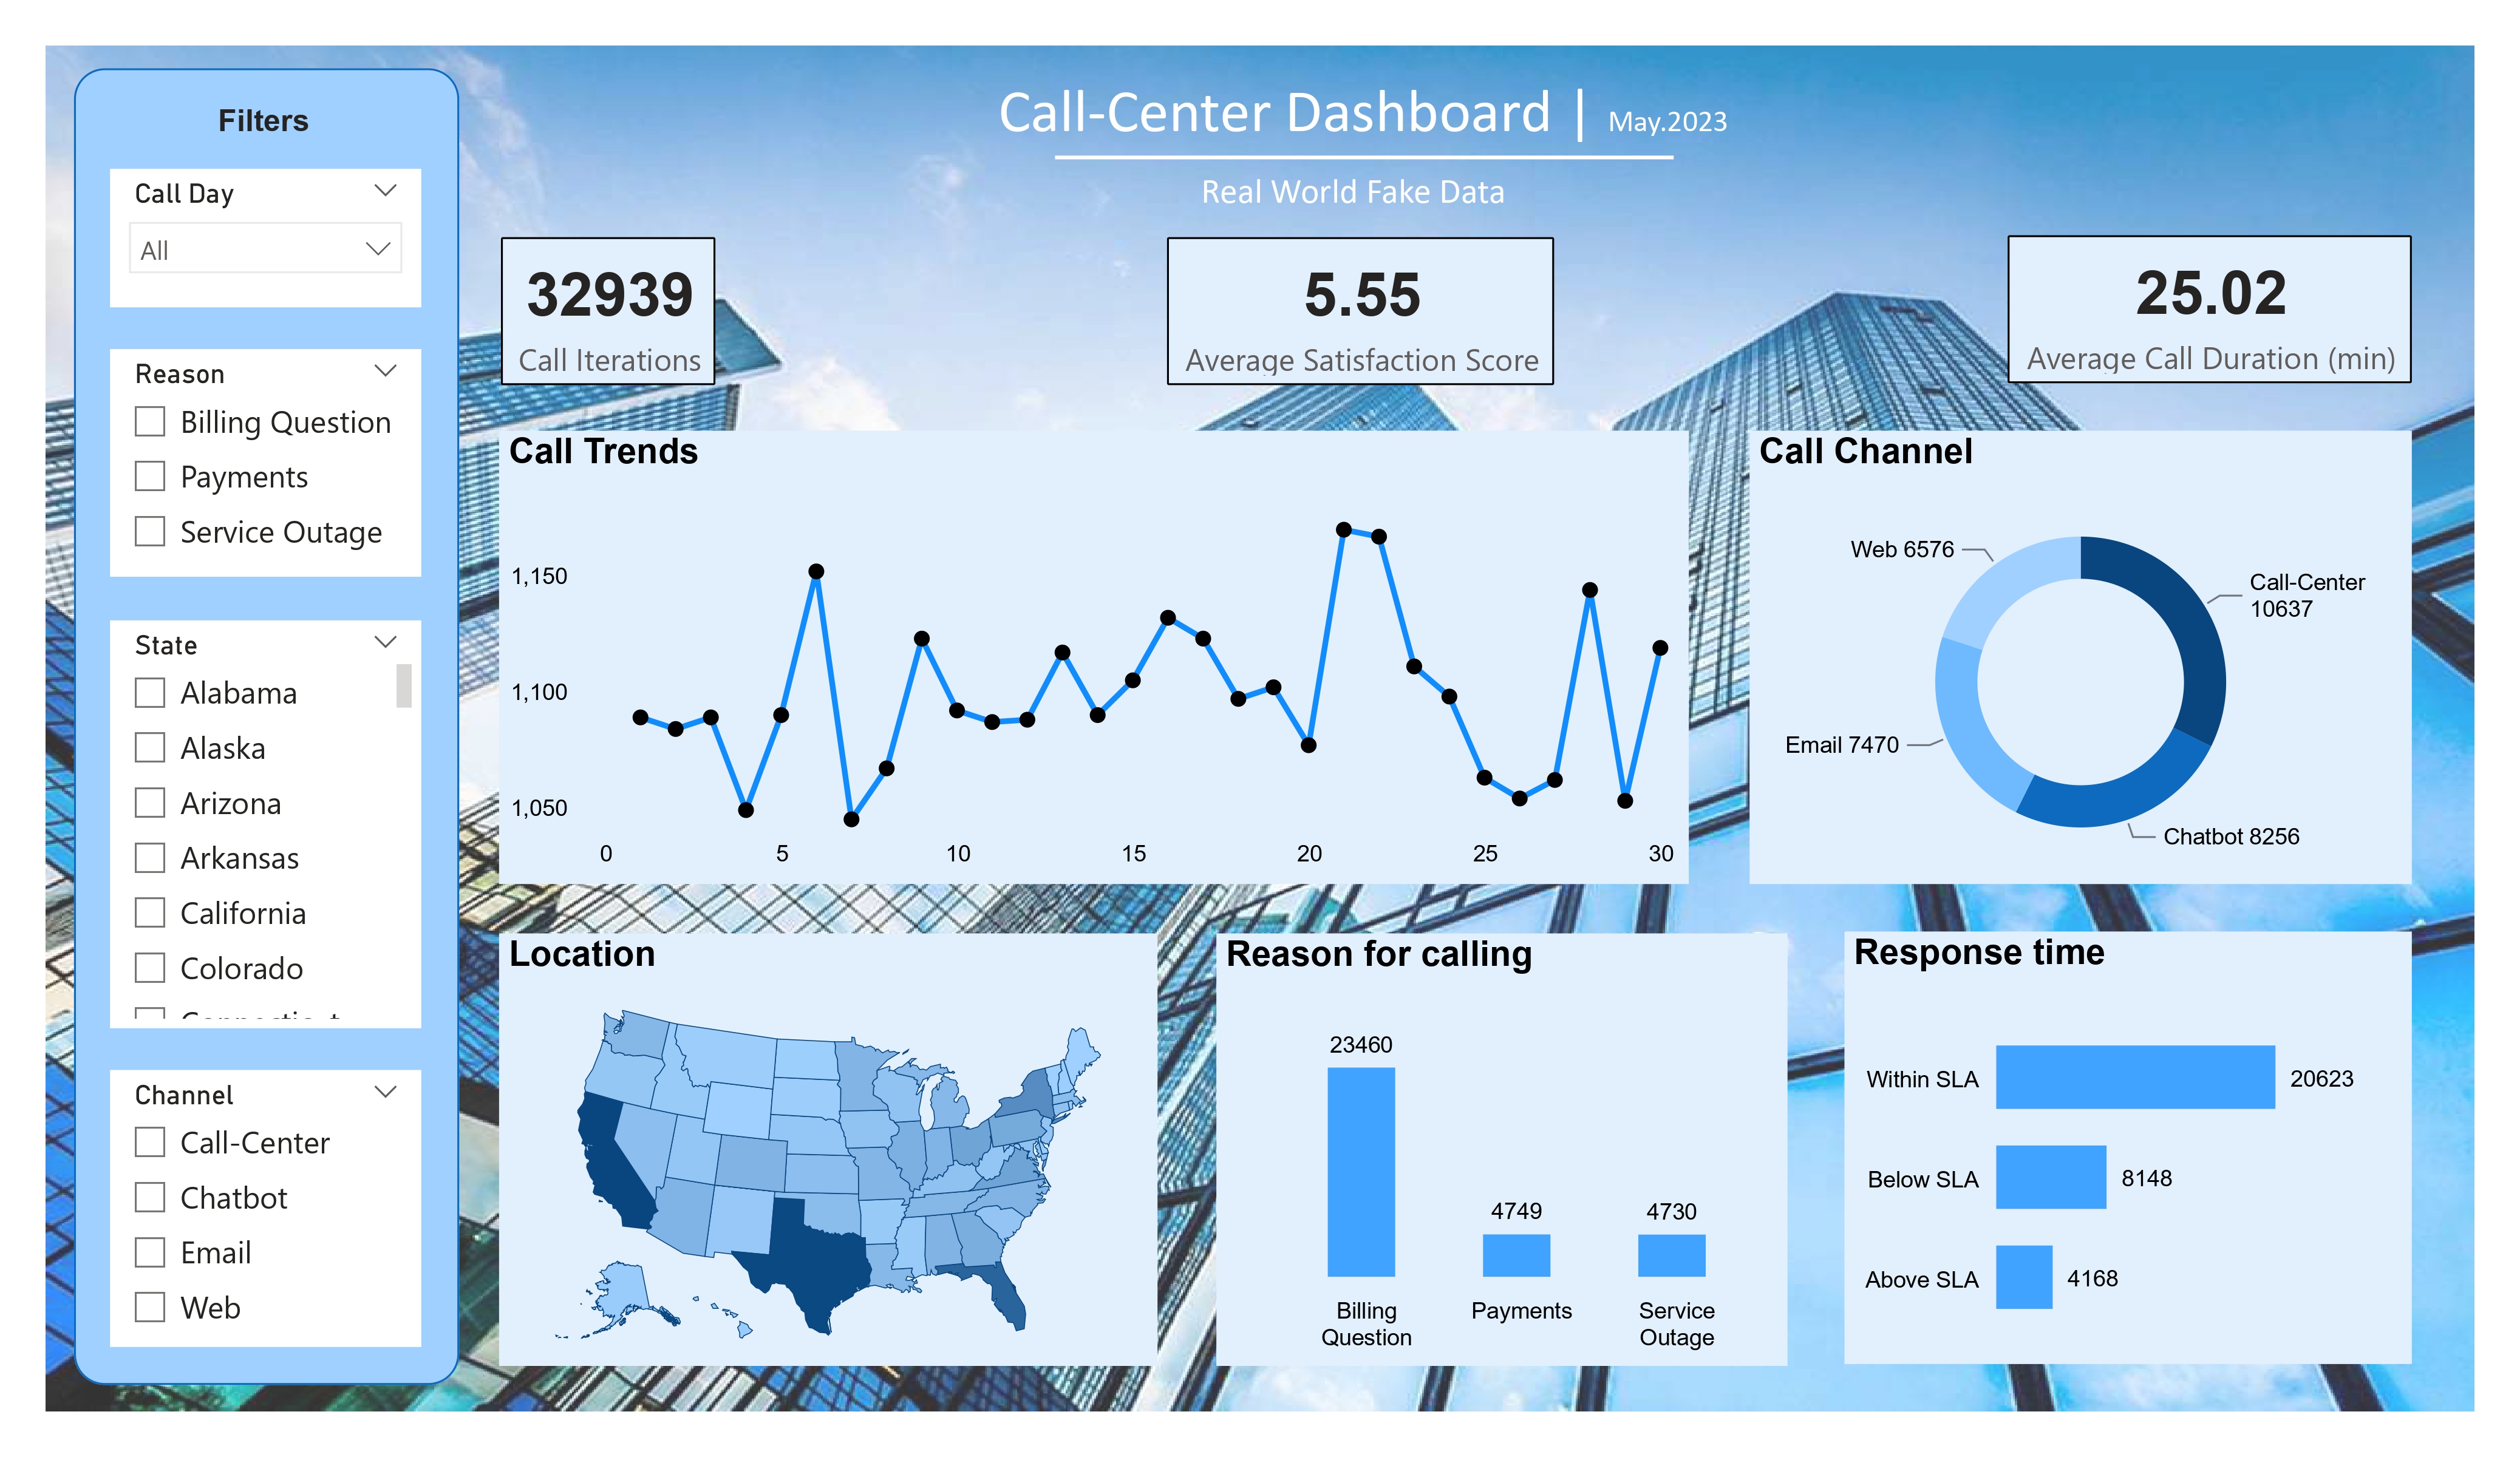 Filters
Call Day
All
Reason
Billing Question
Payments
Service Outage
State
Alabama
Alaska
Arizona
Arkansas
California
Colorado
Channel
Call-Center
Chatbot
Email
Web
Call-Center Dashboard | May.2023
Real World Fake Data
32939
Call Iterations
5.55
Average Satisfaction Score
25.02
Average Call Duration (min)
Call Trends
1,150
1,100
1,050
0 5 10 15 20 25 30
Call Channel
Web 6576
Call-Center
10637
Email 7470
Chatbot 8256
Location
Reason for calling
23460
4749
4730
Billing
Question
Payments
Service
Outage
Response time
Within SLA 20623
Below SLA 8148
Above SLA 4168